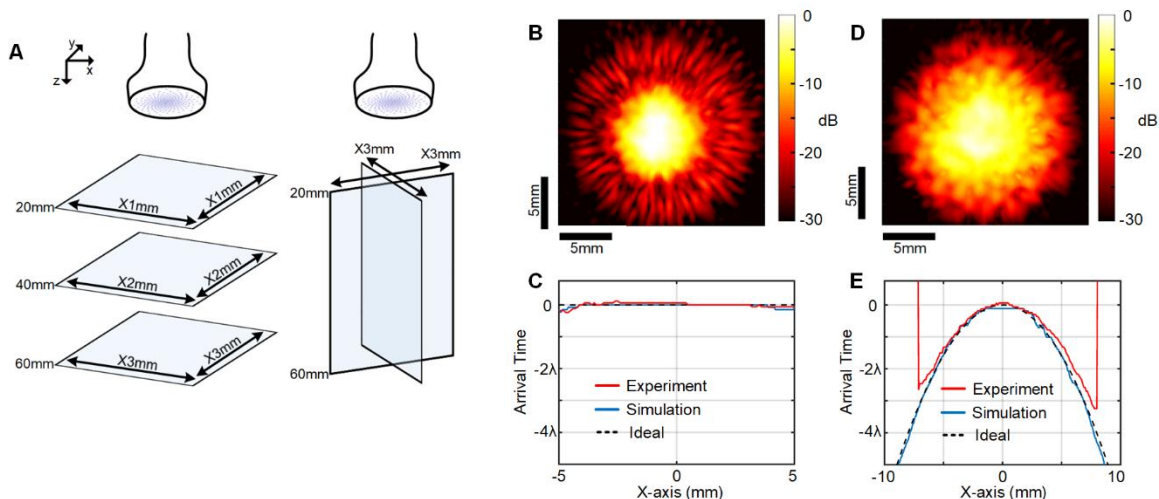 A
y
x
z
20mm
X1mm
X1mm
40mm
X2mm
X2mm
60mm
X3mm
X3mm
X3mm
X3mm
20mm
60mm
B
5mm
5mm
0
-10
dB
-20
-30
D
5mm
5mm
0
-10
dB
-20
-30
C
Arrival Time
0
-2λ
-4λ
Experiment
Simulation
Ideal
-5
0
5
X-axis (mm)
E
Arrival Time
0
-2λ
-4λ
Experiment
Simulation
Ideal
-10
0
10
X-axis (mm)